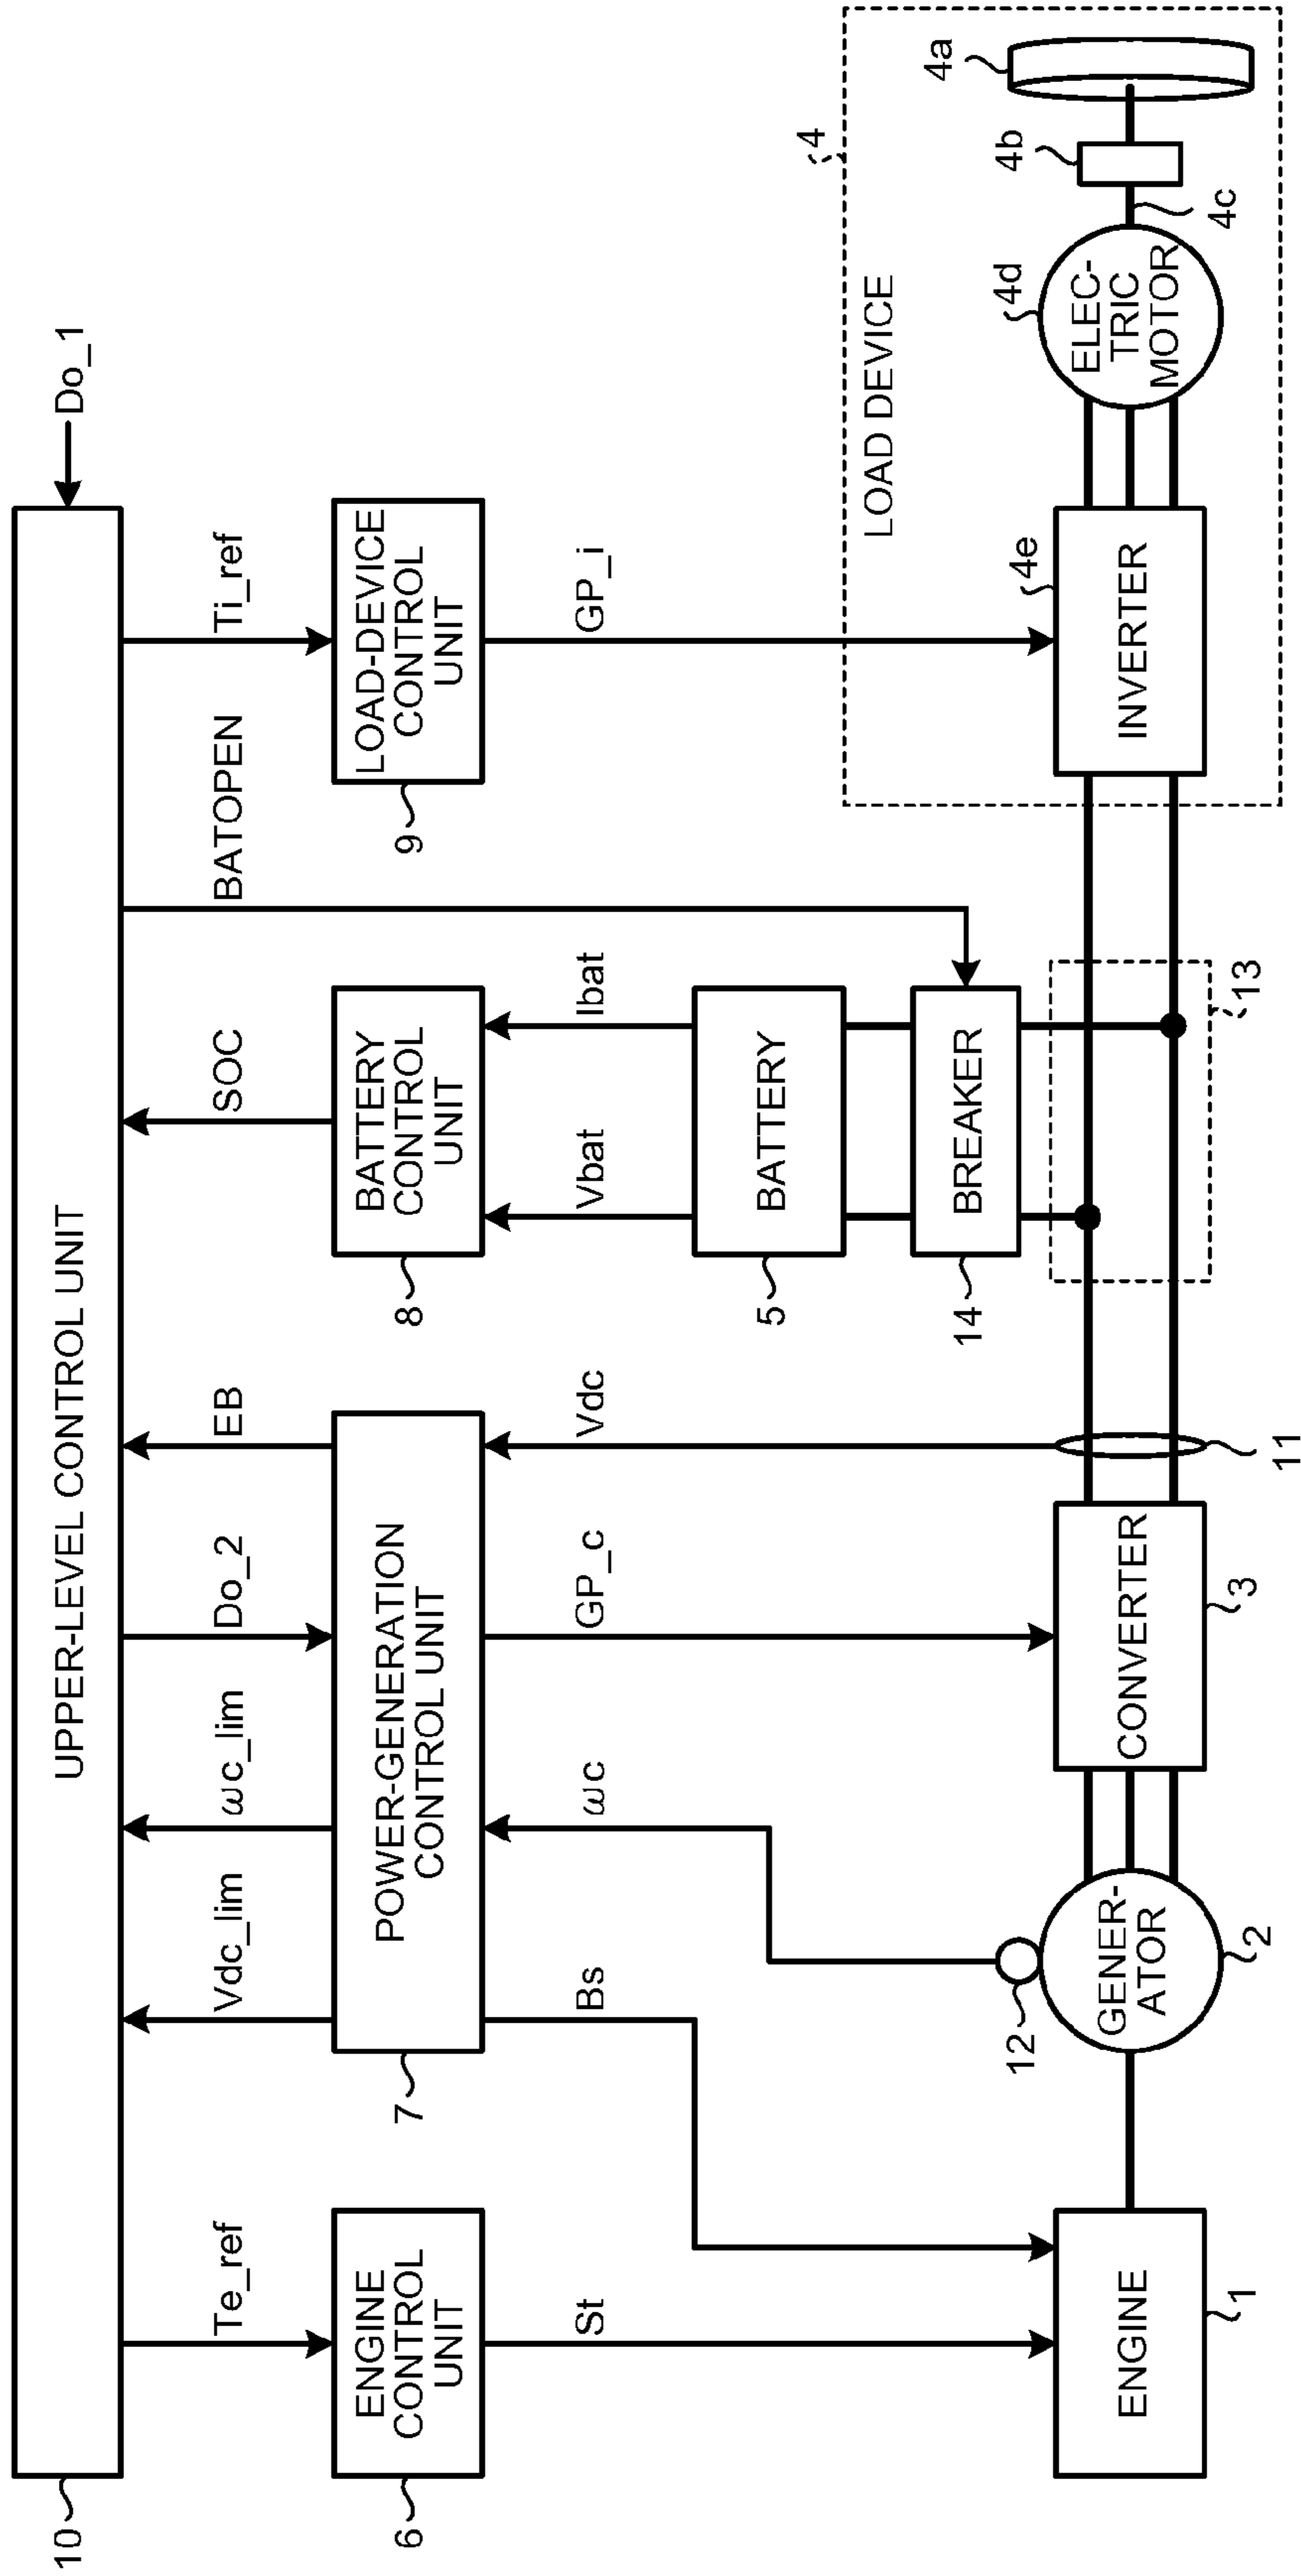 10
UPPER-LEVEL CONTROL UNIT
Do_1
Te_ref
Vdc_lim
ωc_lim
Do_2
EB
SOC
BATOPEN
Ti_ref
6
ENGINE
CONTROL
UNIT
7
POWER-GENERATION
CONTROL UNIT
8
BATTERY
CONTROL
UNIT
9
LOAD-DEVICE
CONTROL
UNIT
St
Bs
ωc
GP_c
Vdc
Vbat
Ibat
GP_i
5
BATTERY
14
BREAKER
4
LOAD DEVICE
12
4e
4d
4b
4a
ENGINE
GENER-
ATOR
CONVERTER
INVERTER
ELEC-
TRIC
MOTOR
4c
1
2
3
11
13